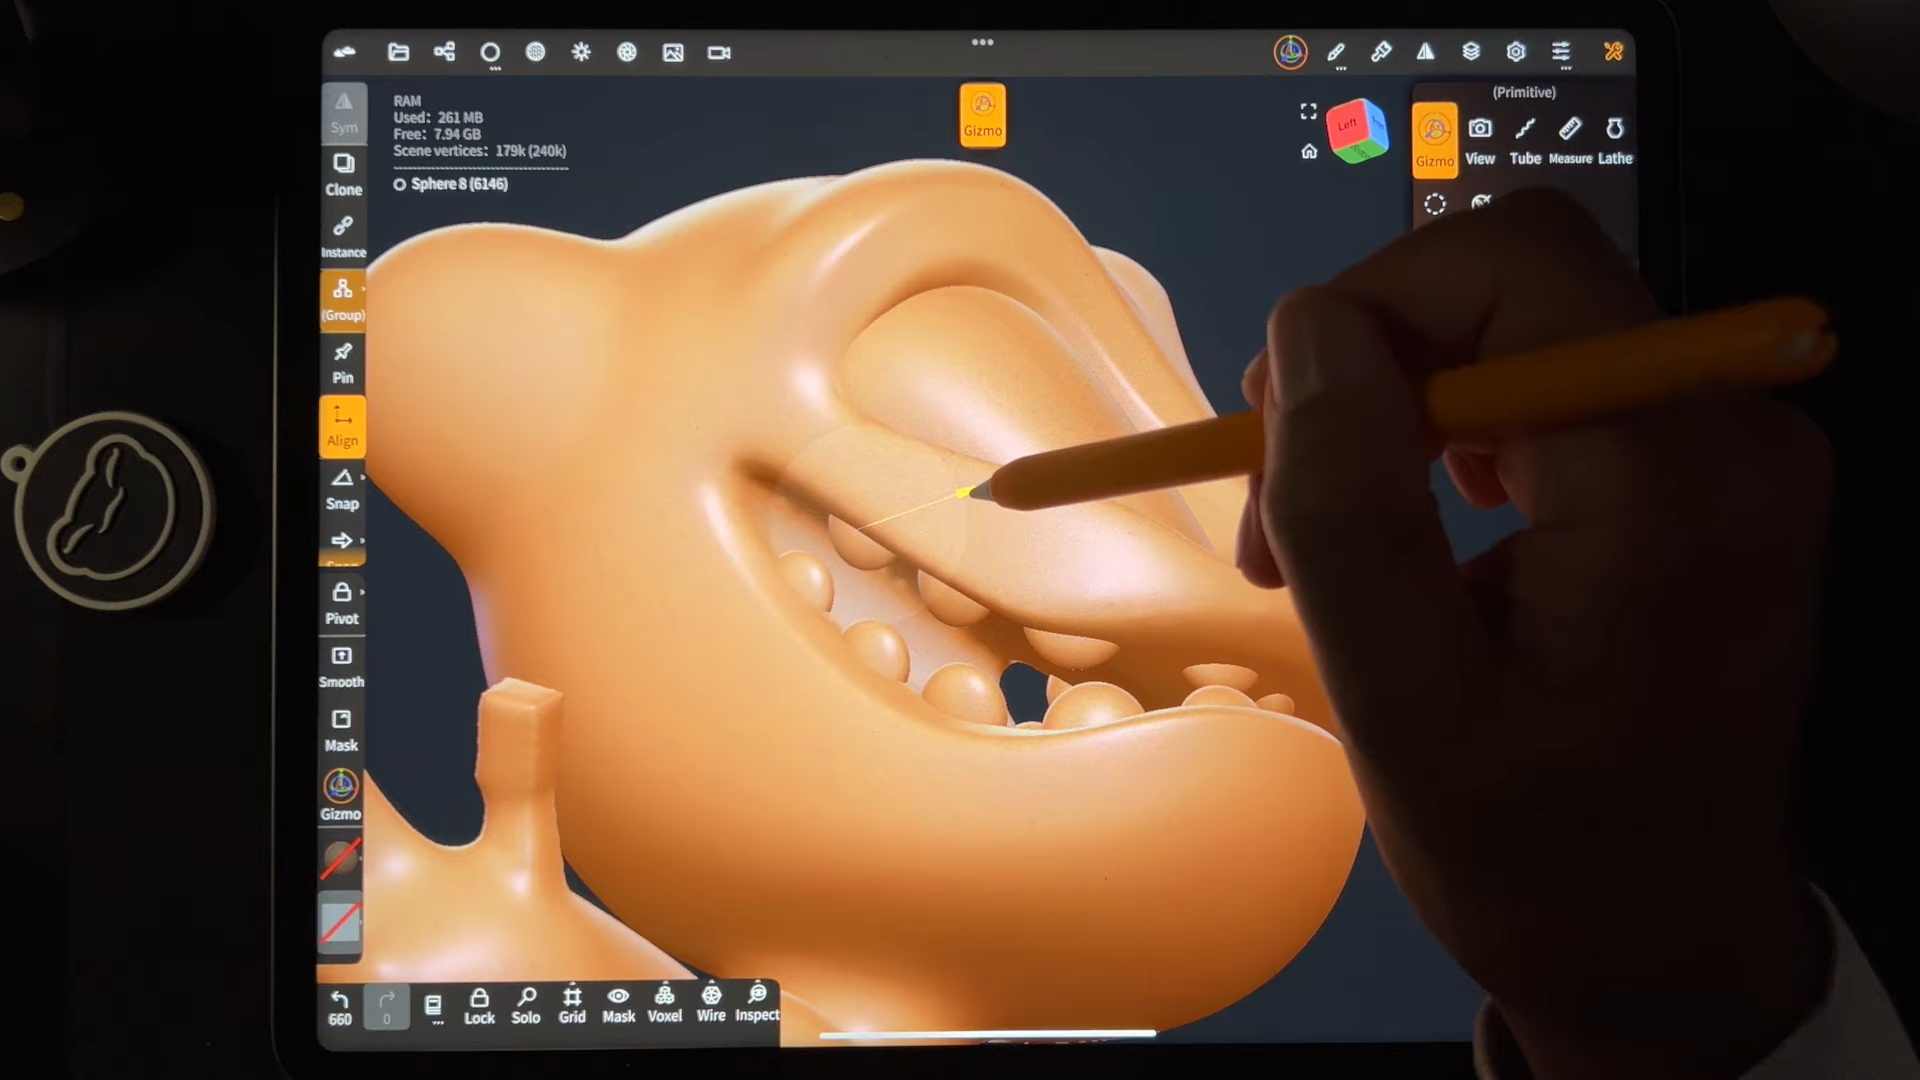 RAM
Used: 261 MB
Free: 7.94 GB
Scene vertices: 179k (240k)
Sphere 8 (6146)
Gizmo
Left
(Primitive)
Gizmo
View
Tube
Measure
Lathe
Sym
Clone
Instance
(Group)
Pin
Align
Snap
Pivot
Smooth
Mask
Gizmo
660
0
Lock
Solo
Grid
Mask
Voxel
Wire
Inspect